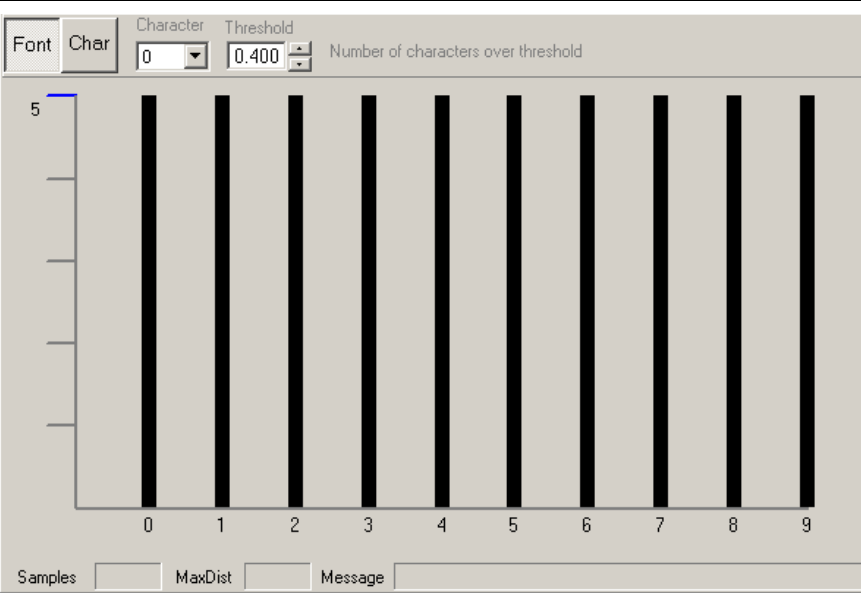 Font Char
Character Threshold
0 0.400 Number of characters over threshold
5
0 1 2 3 4 5 6 7 8 9
Samples MaxDist Message